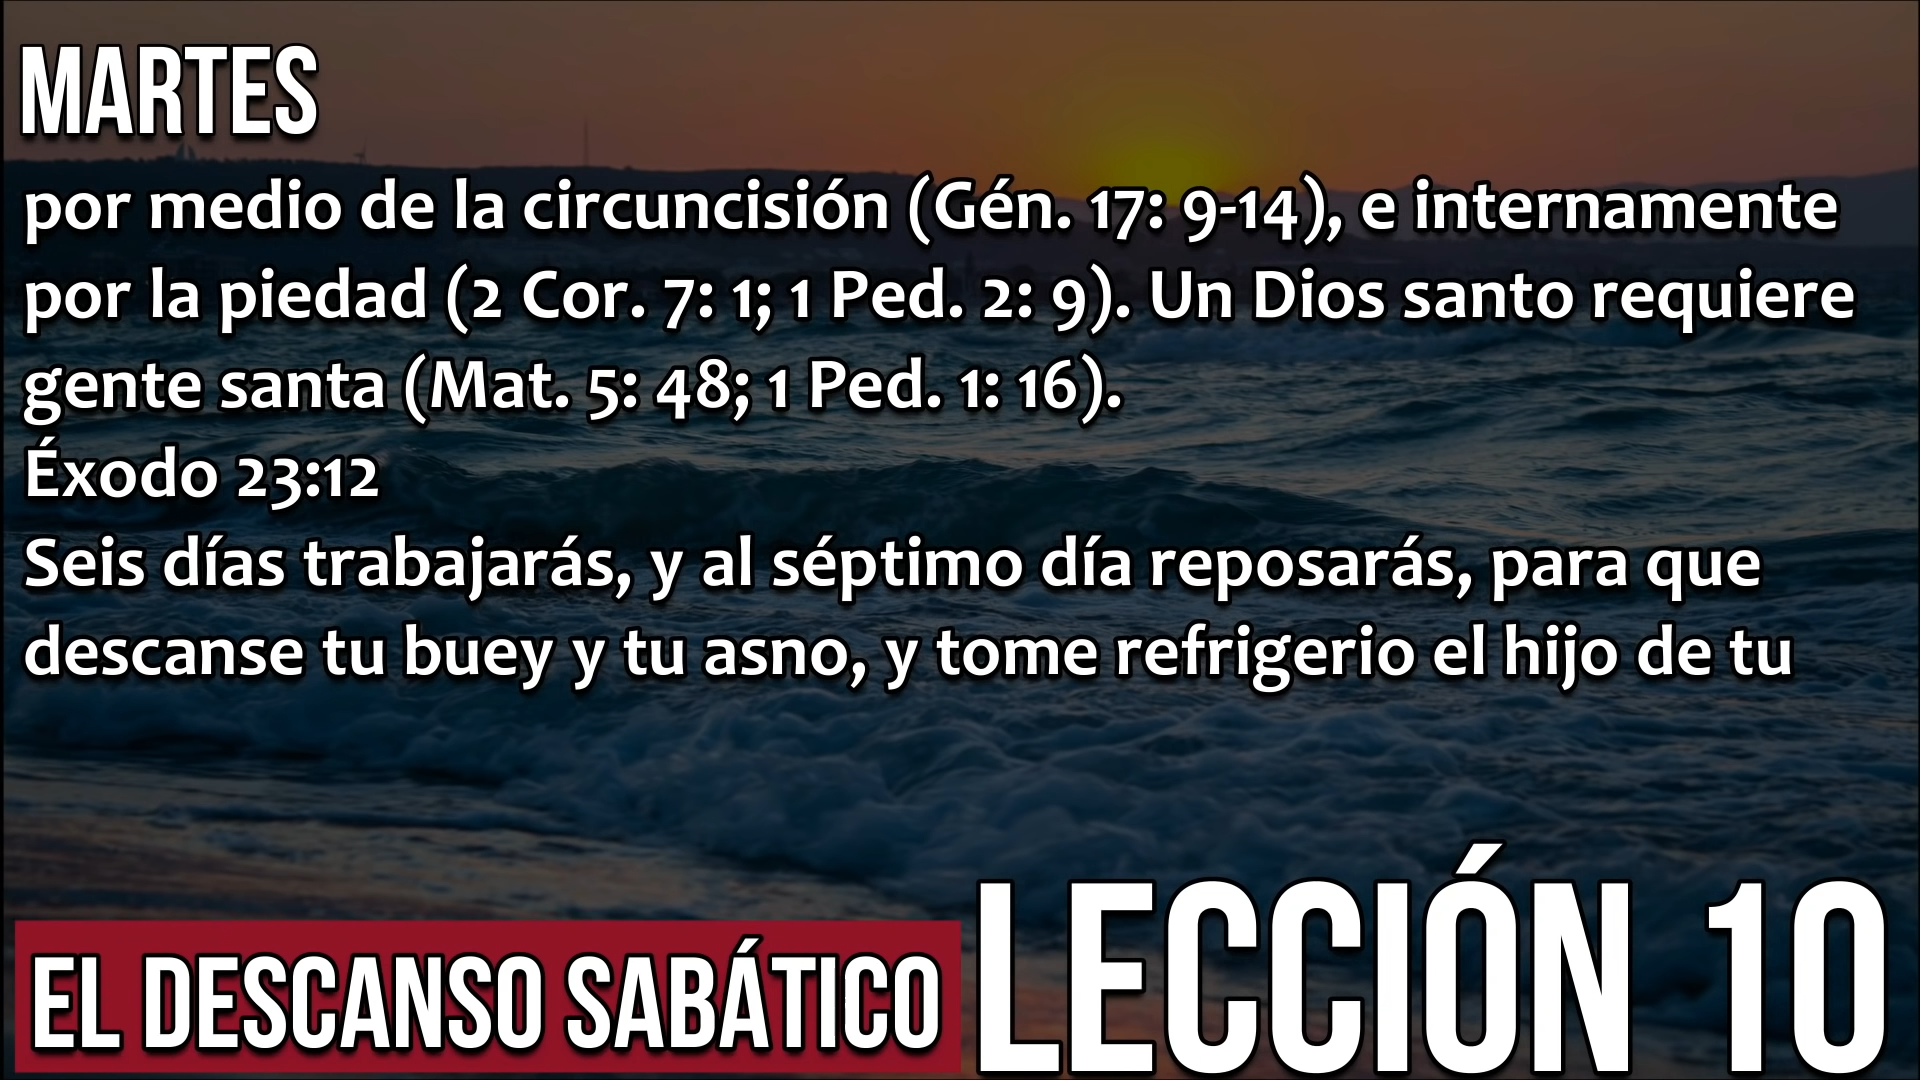 MARTES
por medio de la circuncisión (Gén. 17: 9-14), e internamente
por la piedad (2 Cor. 7: 1; 1 Ped. 2: 9). Un Dios santo requiere
gente santa (Mat. 5: 48; 1 Ped. 1: 16).
Éxodo 23:12
Seis días trabajarás, y al séptimo día reposarás, para que
descanse tu buey y tu asno, y tome refrigerio el hijo de tu
EL DESCANSO SABÁTICO
LECCIÓN 10